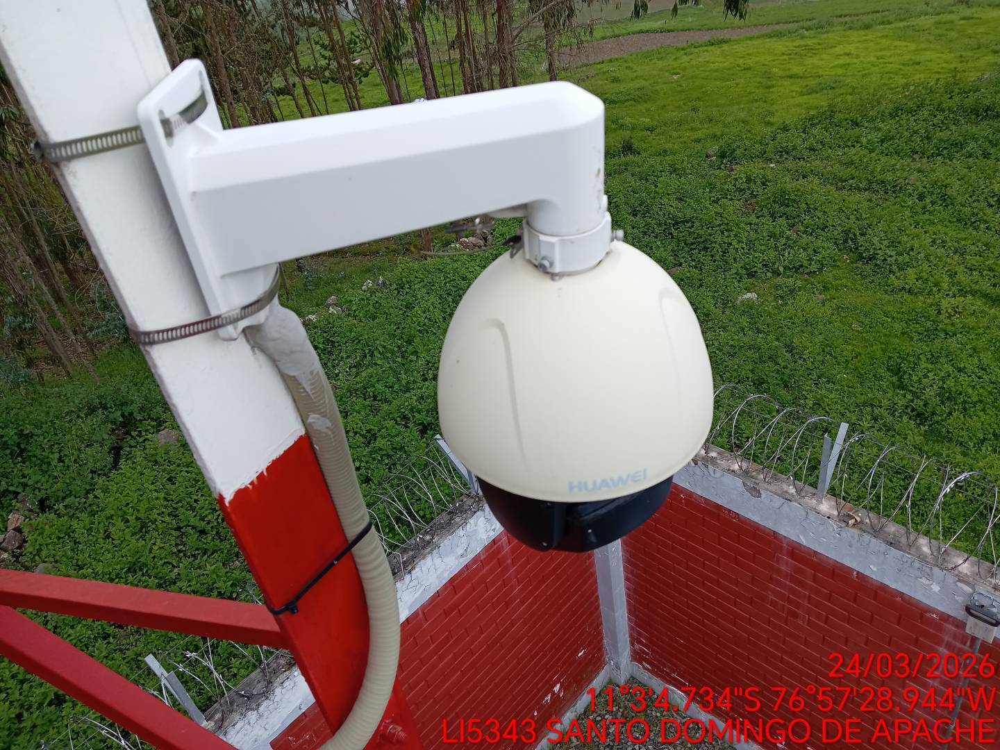 HUAWEI
24/03/2026
11°3'4.734"S 76°57'28.944"W
LI5343 SANTO DOMINGO DE APACHE